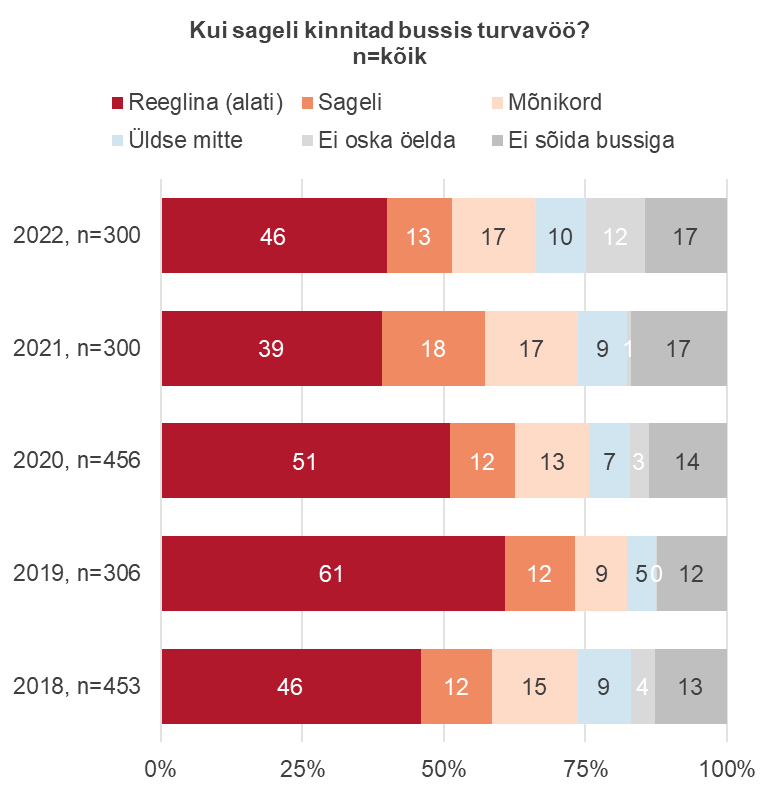 Kui sageli kinnitad bussis turvavöö?
n=kõik
Reeglina (alati) Sageli Mõnikord
Üldse mitte Ei oska öelda Ei sõida bussiga
2022, n=300 46 13 17 10 12 17
2021, n=300 39 18 17 9 1 17
2020, n=456 51 12 13 7 3 14
2019, n=306 61 12 9 5 0 12
2018, n=453 46 12 15 9 4 13
0% 25% 50% 75% 100%